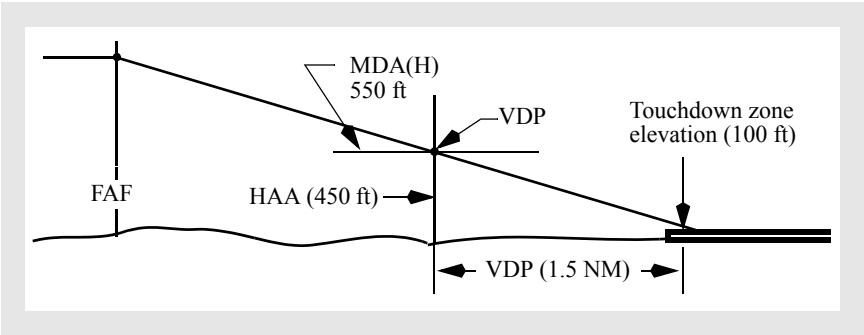 MDA(H)
550 ft
VDP
Touchdown zone
elevation (100 ft)
FAF
HAA (450 ft)
VDP (1.5 NM)